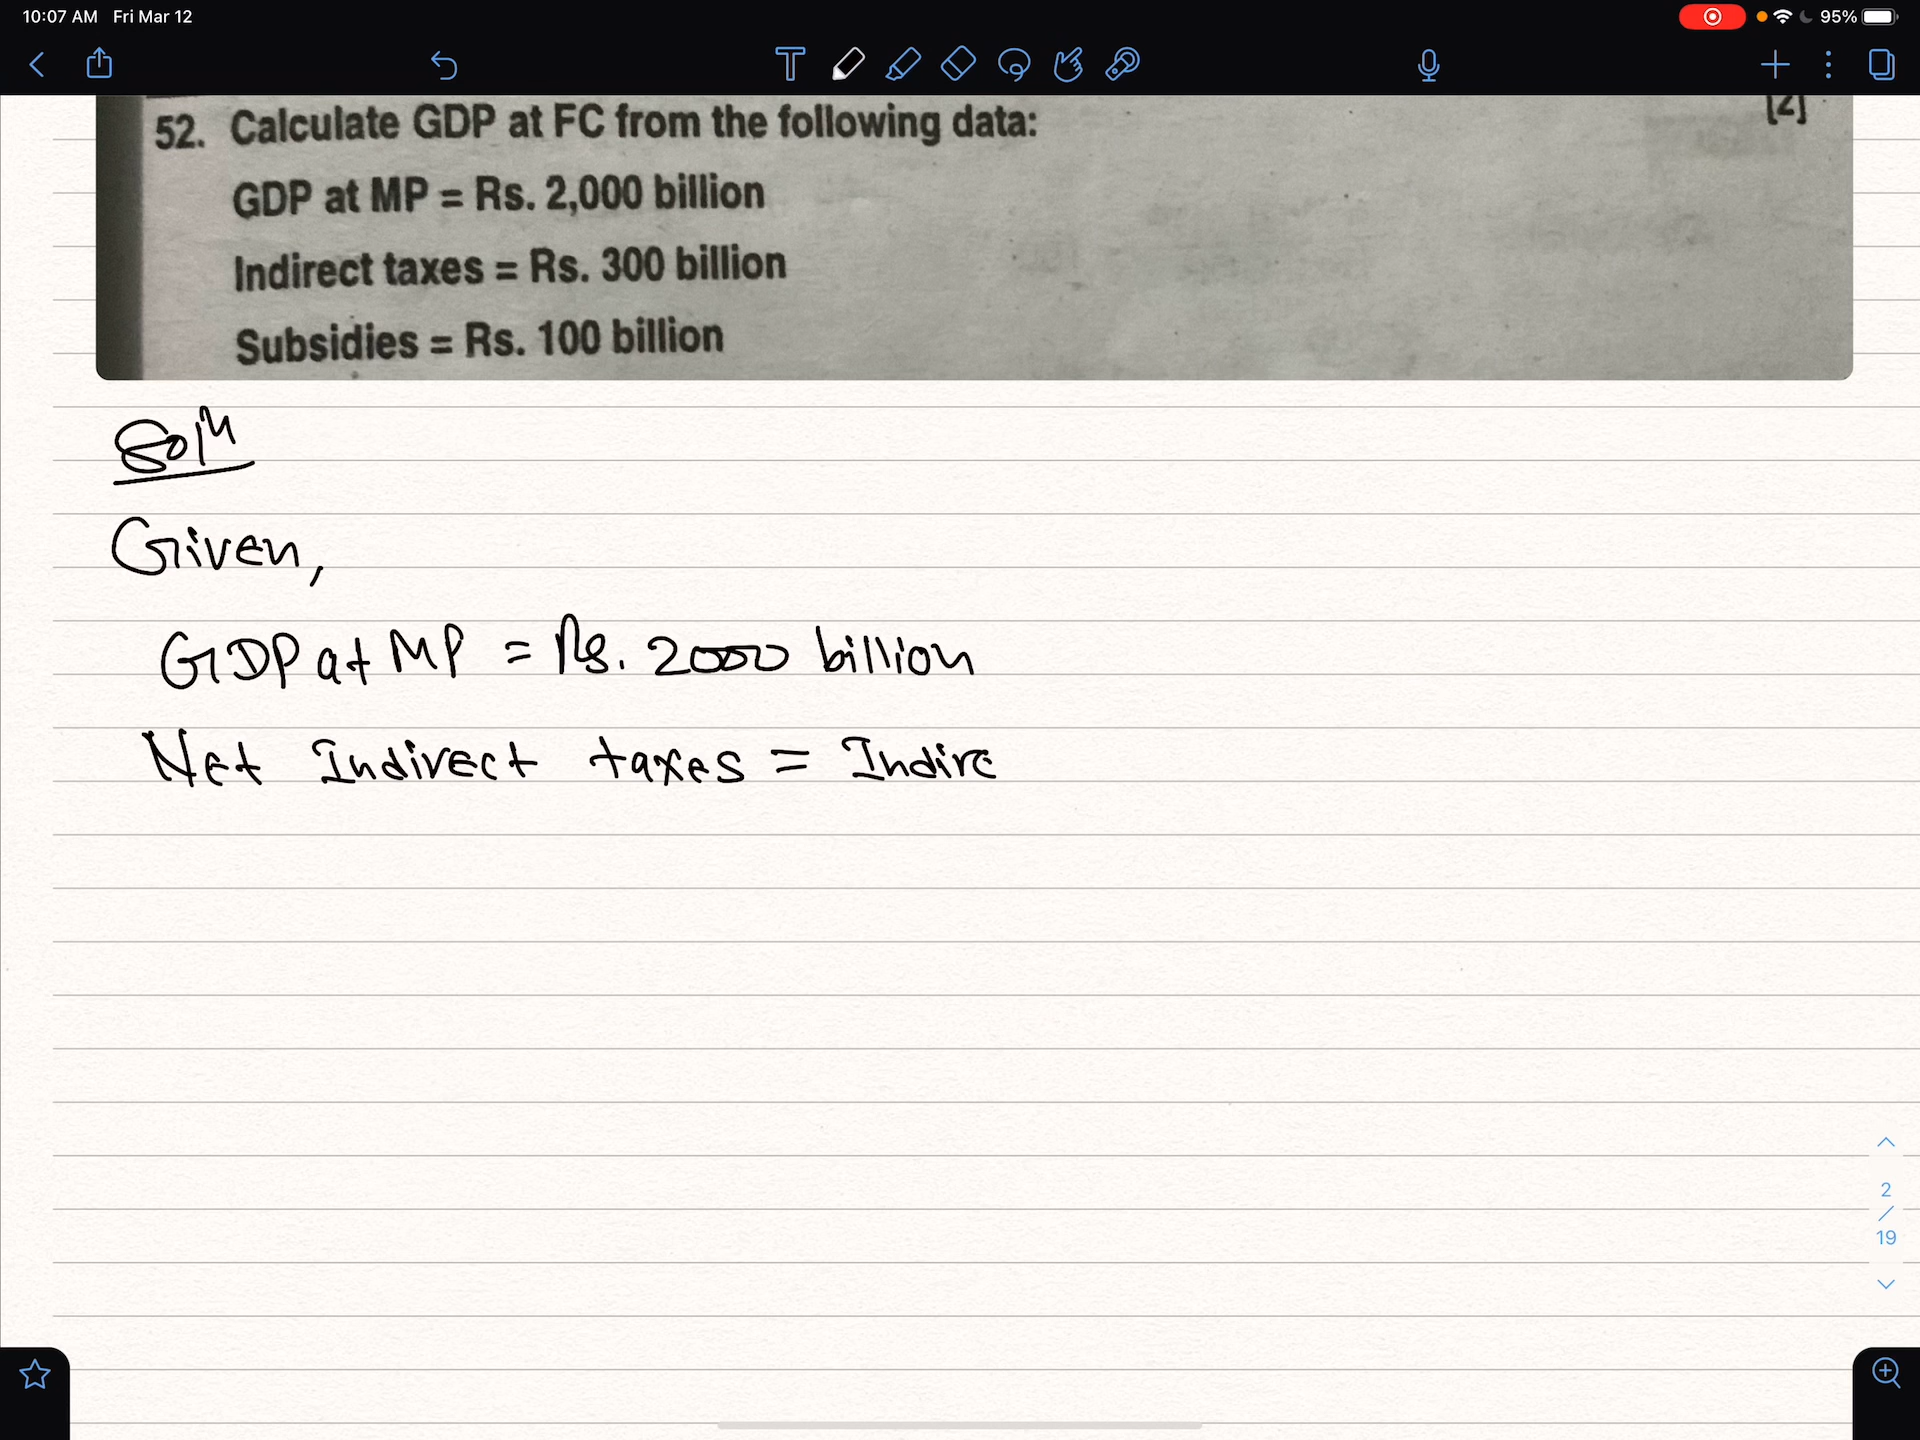 10:07 AM Fri Mar 12
95%
[2]
52. Calculate GDP at FC from the following data:
GDP at MP = Rs. 2,000 billion
Indirect taxes = Rs. 300 billion
Subsidies = Rs. 100 billion
Solⁿ
Given,
GDP at MP = Rs. 2000 billion
Net Indirect taxes = Indire
2
/
19